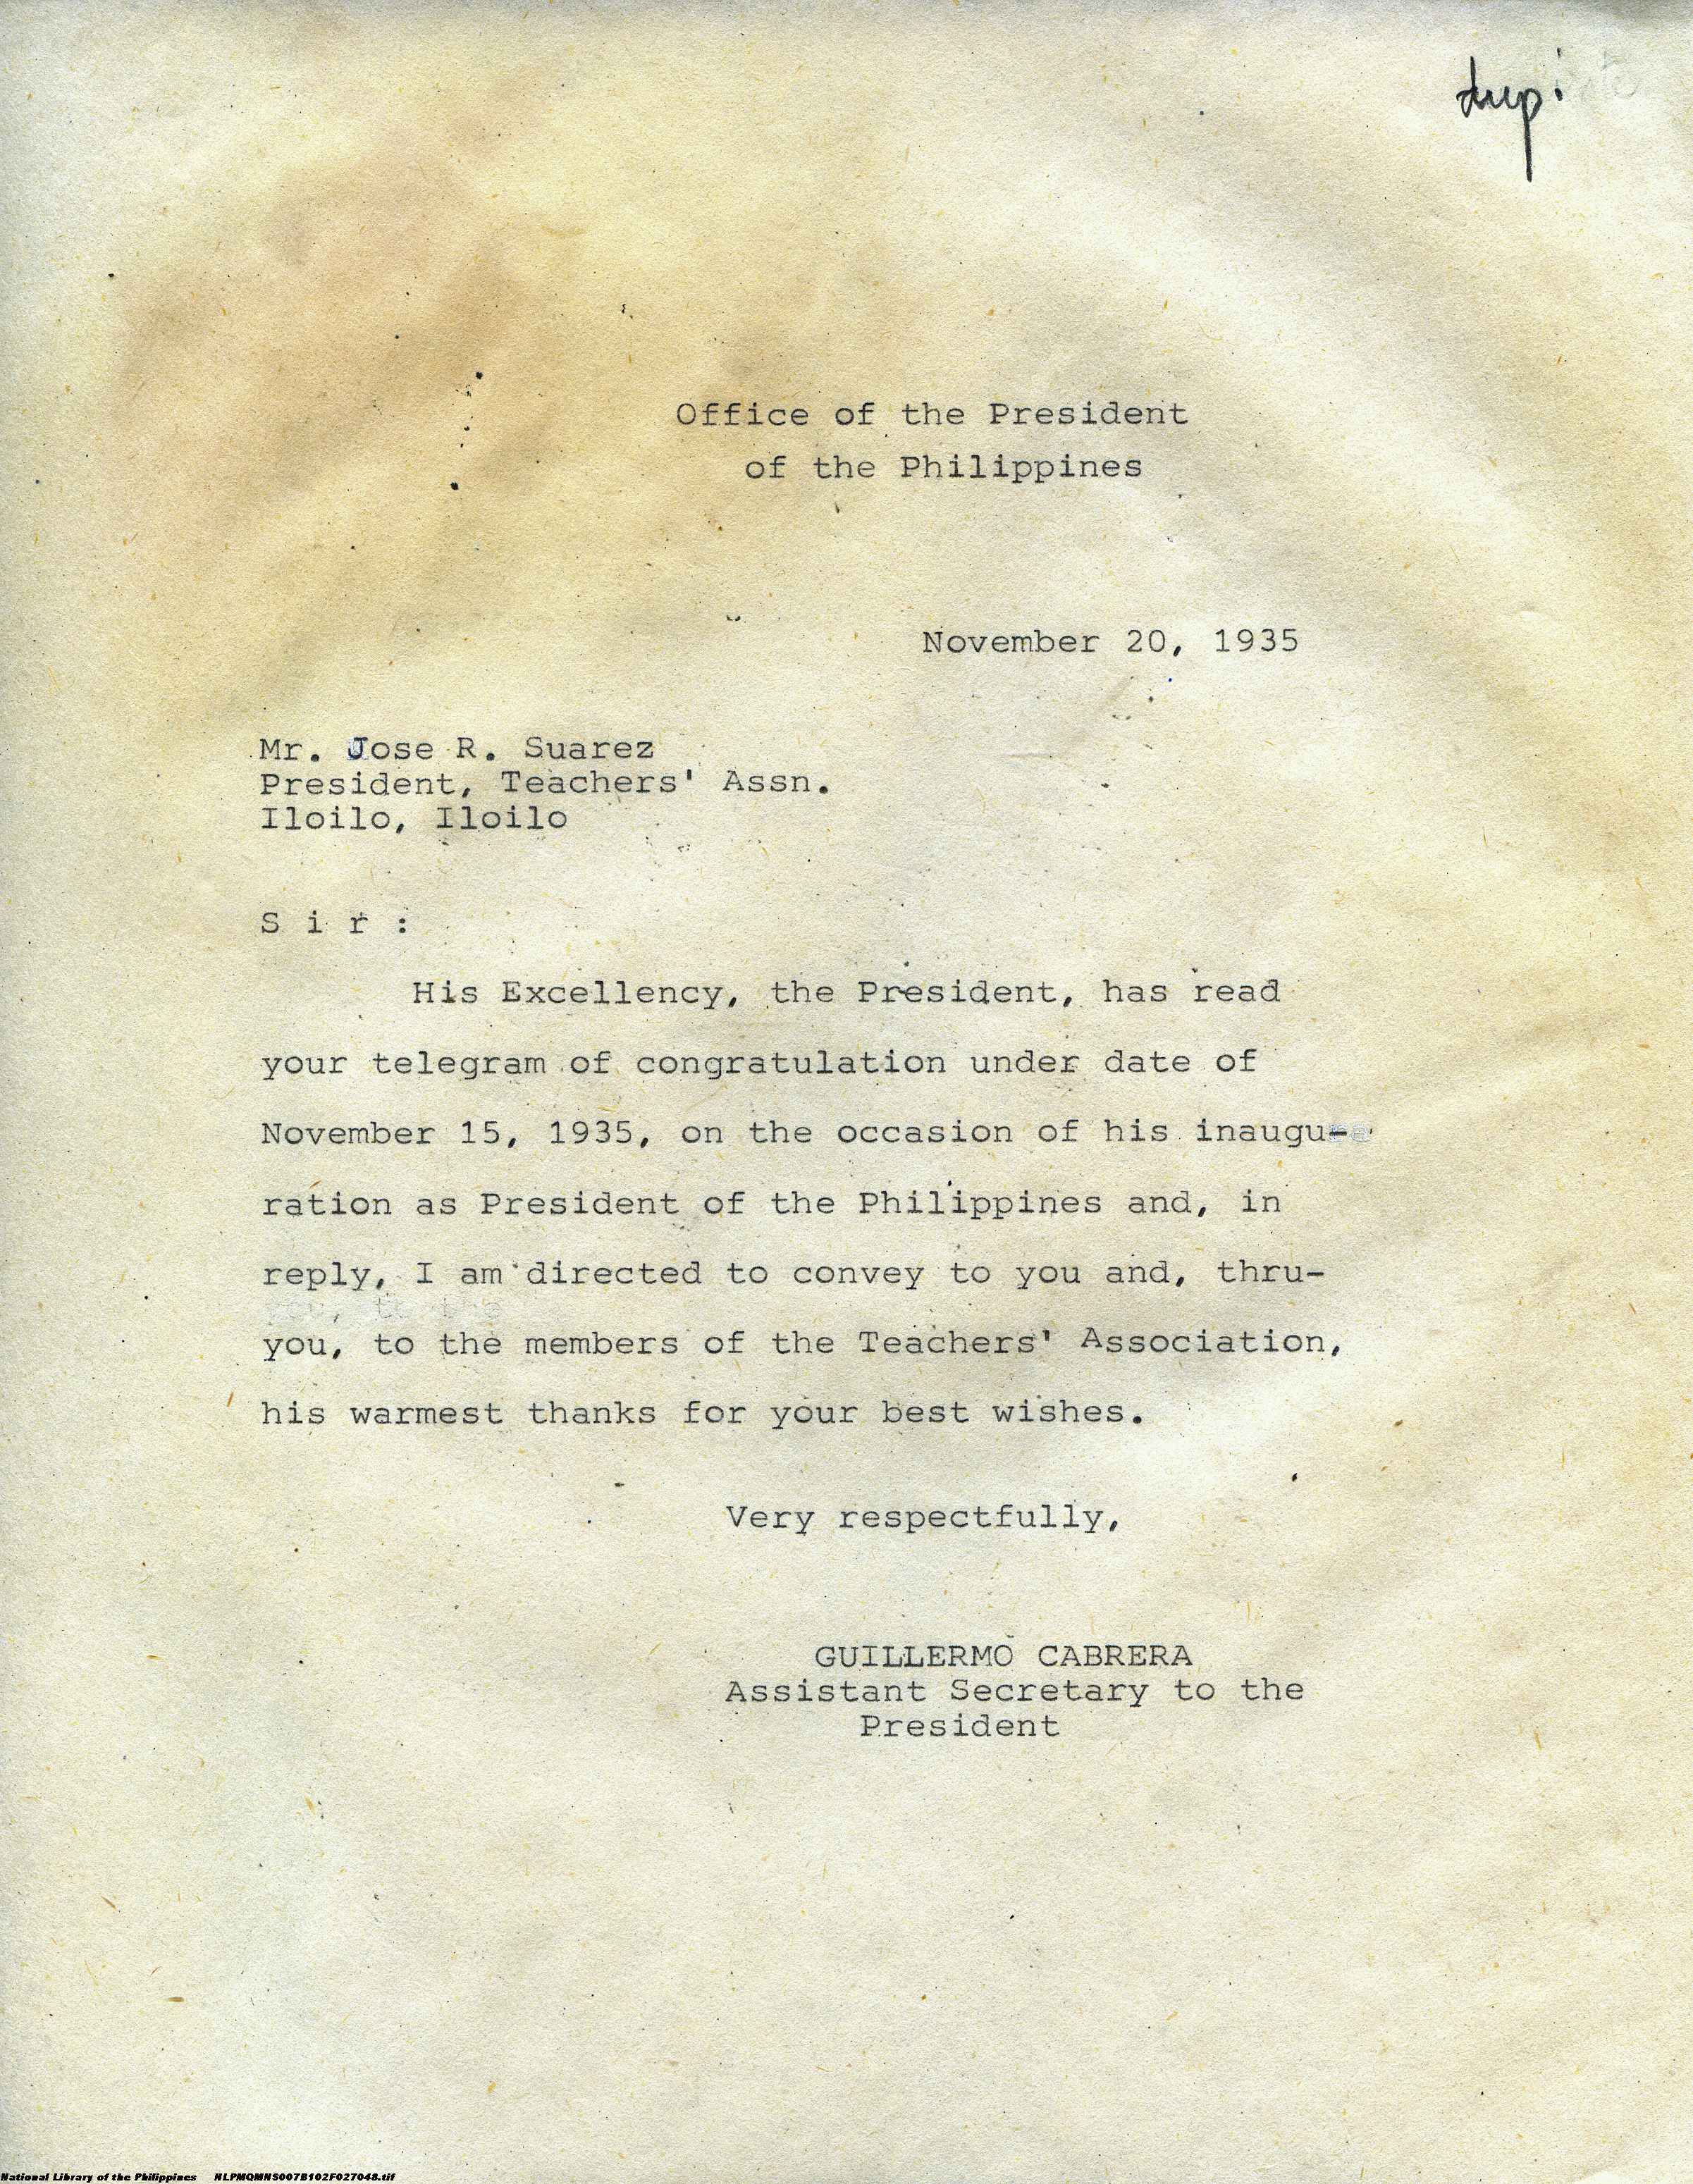 dup.
Office of the President
of the Philippines
November 20, 1935
Mr. Jose R. Suarez
President, Teachers' Assn.
Iloilo, Iloilo
S i r :
His Excellency, the President, has read
your telegram of congratulation under date of
November 15, 1935, on the occasion of his inaugu-
ration as President of the Philippines and, in
reply, I am directed to convey to you and, thru-
you, to the members of the Teachers' Association,
his warmest thanks for your best wishes.
Very respectfully,
GUILLERMO CABRERA
Assistant Secretary to the
President
National Library of the Philippines NLPMQMNS007B102F027048.tif